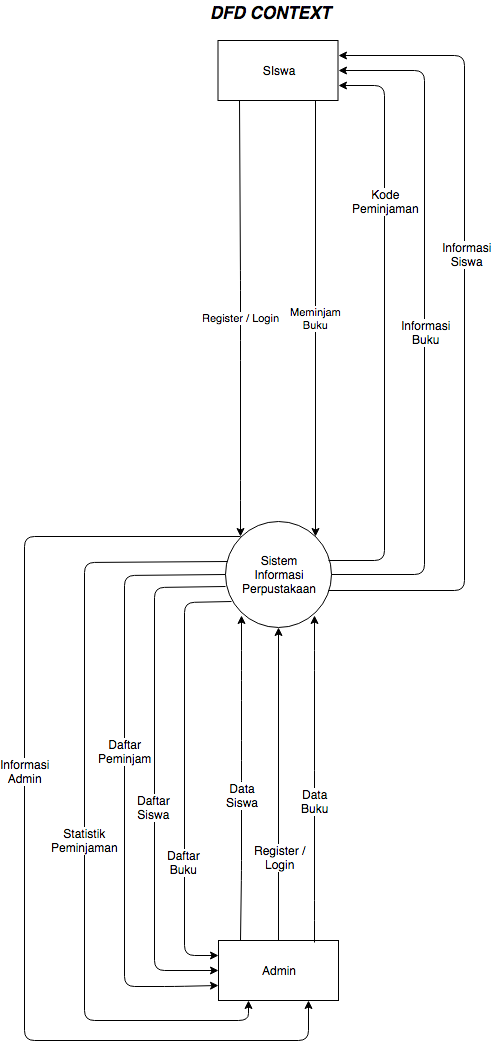 DFD CONTEXT
SIswa
Kode
Peminjaman
Informasi
Siswa
Register / Login
Meminjam
Buku
Informasi
Buku
Sistem
Informasi
Perpustakaan
Informasi
Admin
Daftar
Peminjam
Daftar
Siswa
Data
Siswa
Data
Buku
Statistik
Peminjaman
Daftar
Buku
Register /
Login
Admin